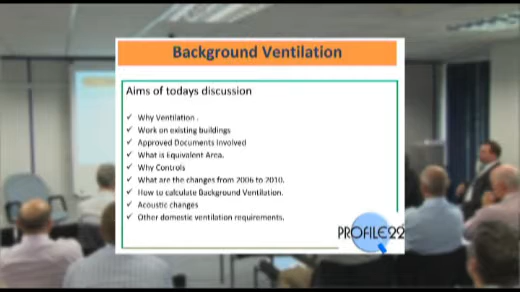 Background Ventilation
Aims of todays discussion
✓ Why Ventilation .
✓ Work on existing buildings
✓ Approved Documents Involved
✓ What is Equivalent Area.
✓ Why Controls
✓ What are the changes from 2006 to 2010.
✓ How to calculate Background Ventilation.
✓ Acoustic changes
✓ Other domestic ventilation requirements.
PROFILE22